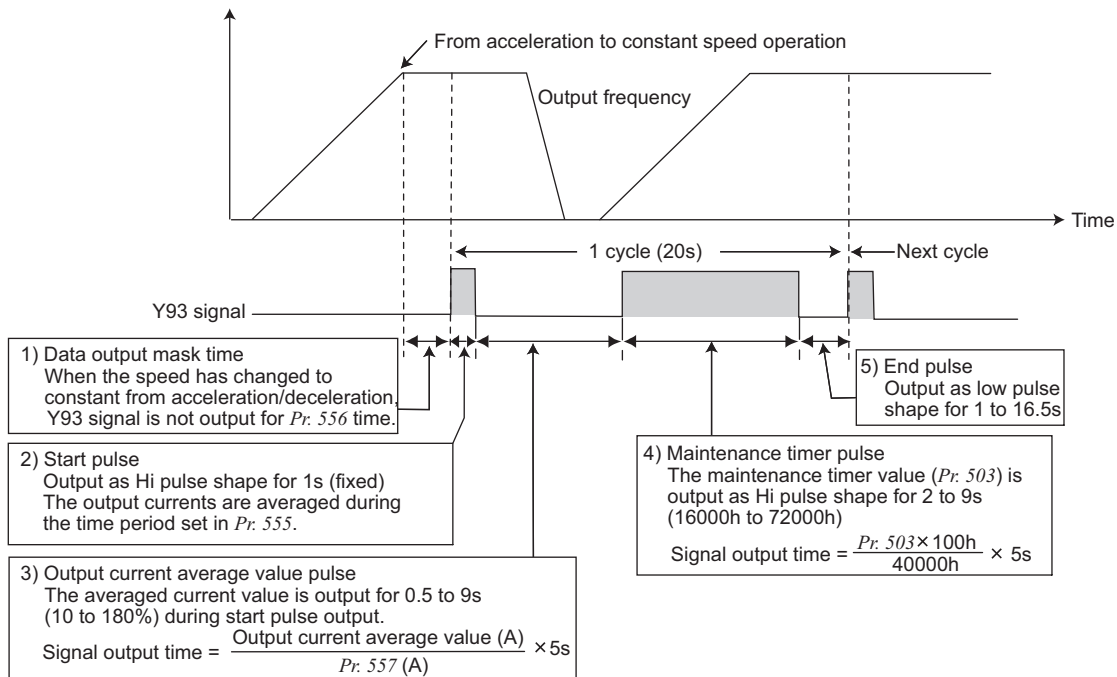 From acceleration to constant speed operation
Output frequency
Time
1 cycle (20s)
Next cycle
Y93 signal
1) Data output mask time
When the speed has changed to
constant from acceleration/deceleration,
Y93 signal is not output for Pr. 556 time.
2) Start pulse
Output as Hi pulse shape for 1s (fixed)
The output currents are averaged during
the time period set in Pr. 555.
3) Output current average value pulse
The averaged current value is output for 0.5 to 9s
(10 to 180%) during start pulse output.
Signal output time = Output current average value (A) / Pr. 557 (A) × 5s
4) Maintenance timer pulse
The maintenance timer value (Pr. 503) is
output as Hi pulse shape for 2 to 9s
(16000h to 72000h)
Signal output time = Pr. 503 × 100h / 40000h × 5s
5) End pulse
Output as low pulse
shape for 1 to 16.5s